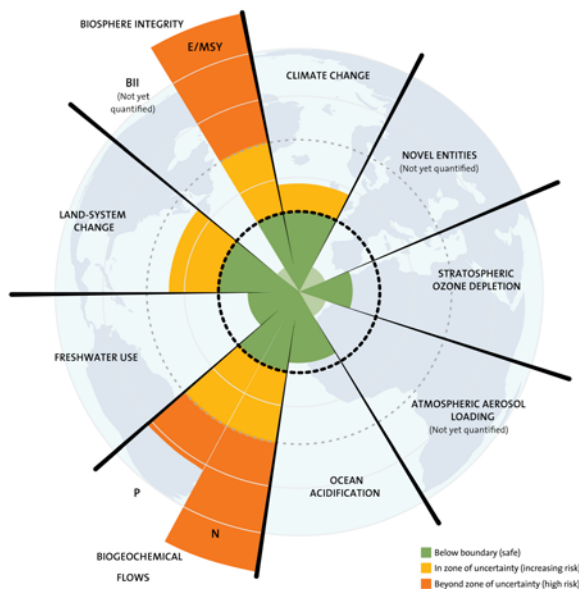 BIOSPHERE INTEGRITY
E/MSY
BII
(Not yet
quantified)
CLIMATE CHANGE
NOVEL ENTITIES
(Not yet quantified)
LAND-SYSTEM
CHANGE
STRATOSPHERIC
OZONE DEPLETION
FRESHWATER USE
ATMOSPHERIC AEROSOL
LOADING
(Not yet quantified)
P
N
BIOGEOCHEMICAL
FLOWS
OCEAN
ACIDIFICATION
Below boundary (safe)
In zone of uncertainty (increasing risk)
Beyond zone of uncertainty (high risk)